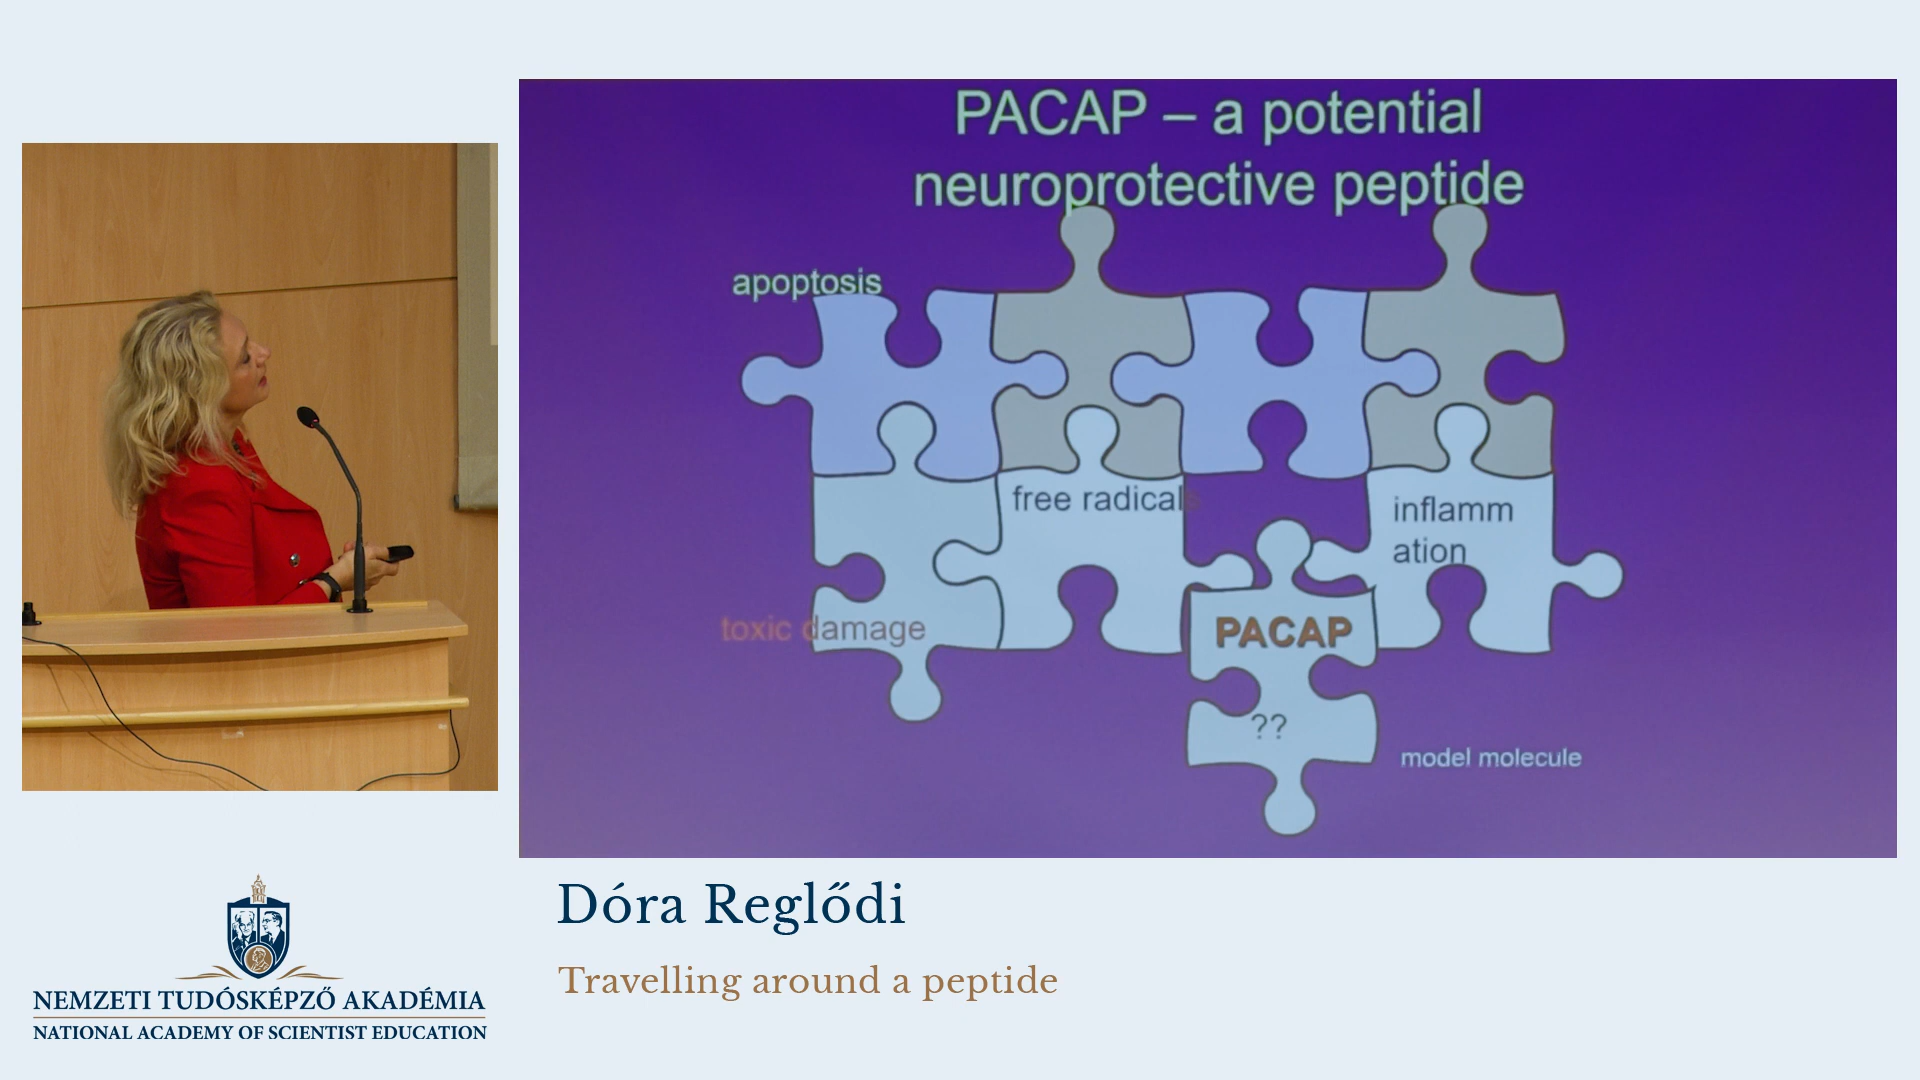 PACAP – a potential
neuroprotective peptide
apoptosis
free radicals
inflamm
ation
toxic damage
PACAP
??
model molecule
Dóra Reglődi
Travelling around a peptide
NEMZETI TUDÓSKÉPZŐ AKADÉMIA
NATIONAL ACADEMY OF SCIENTIST EDUCATION